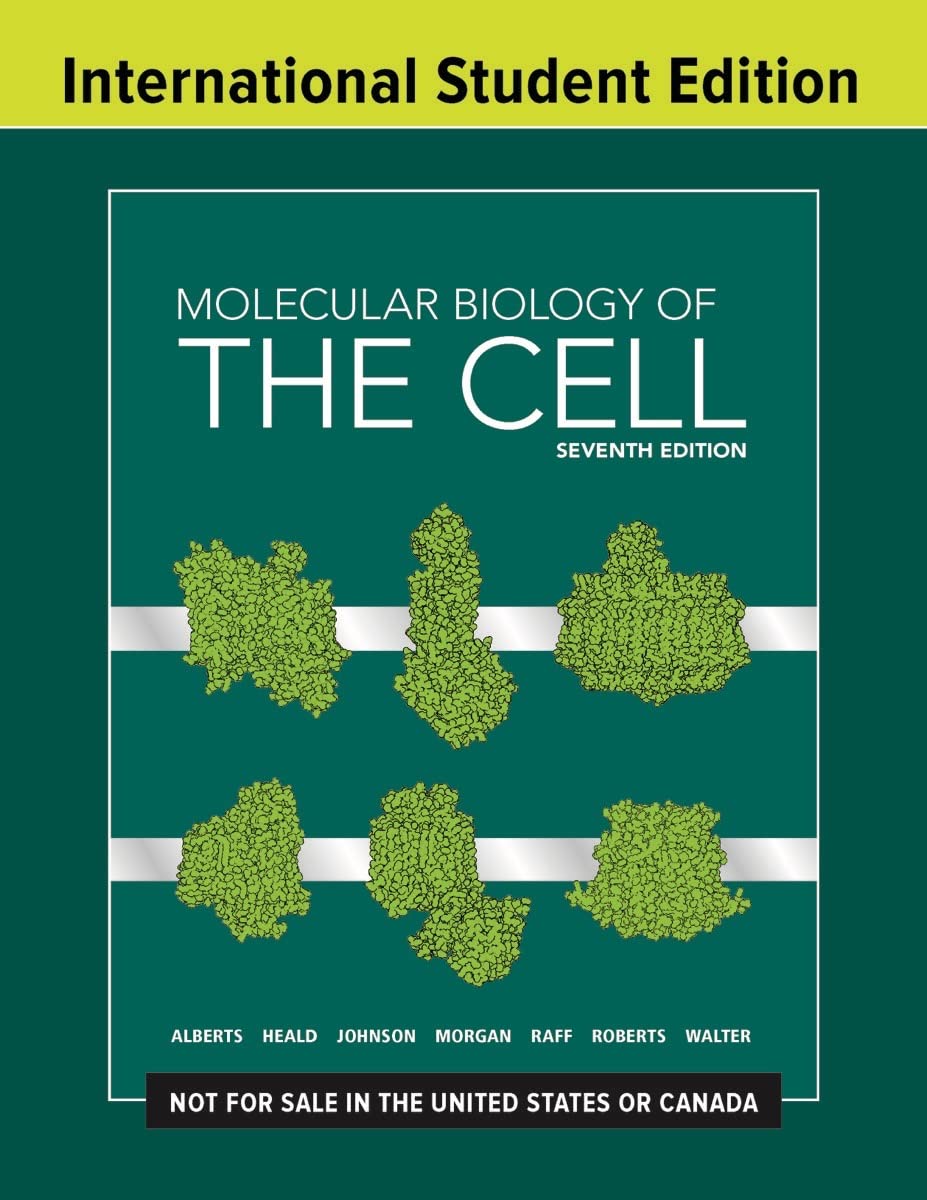 International Student Edition
MOLECULAR BIOLOGY OF
THE CELL
SEVENTH EDITION
ALBERTS HEALD JOHNSON MORGAN RAFF ROBERTS WALTER
NOT FOR SALE IN THE UNITED STATES OR CANADA